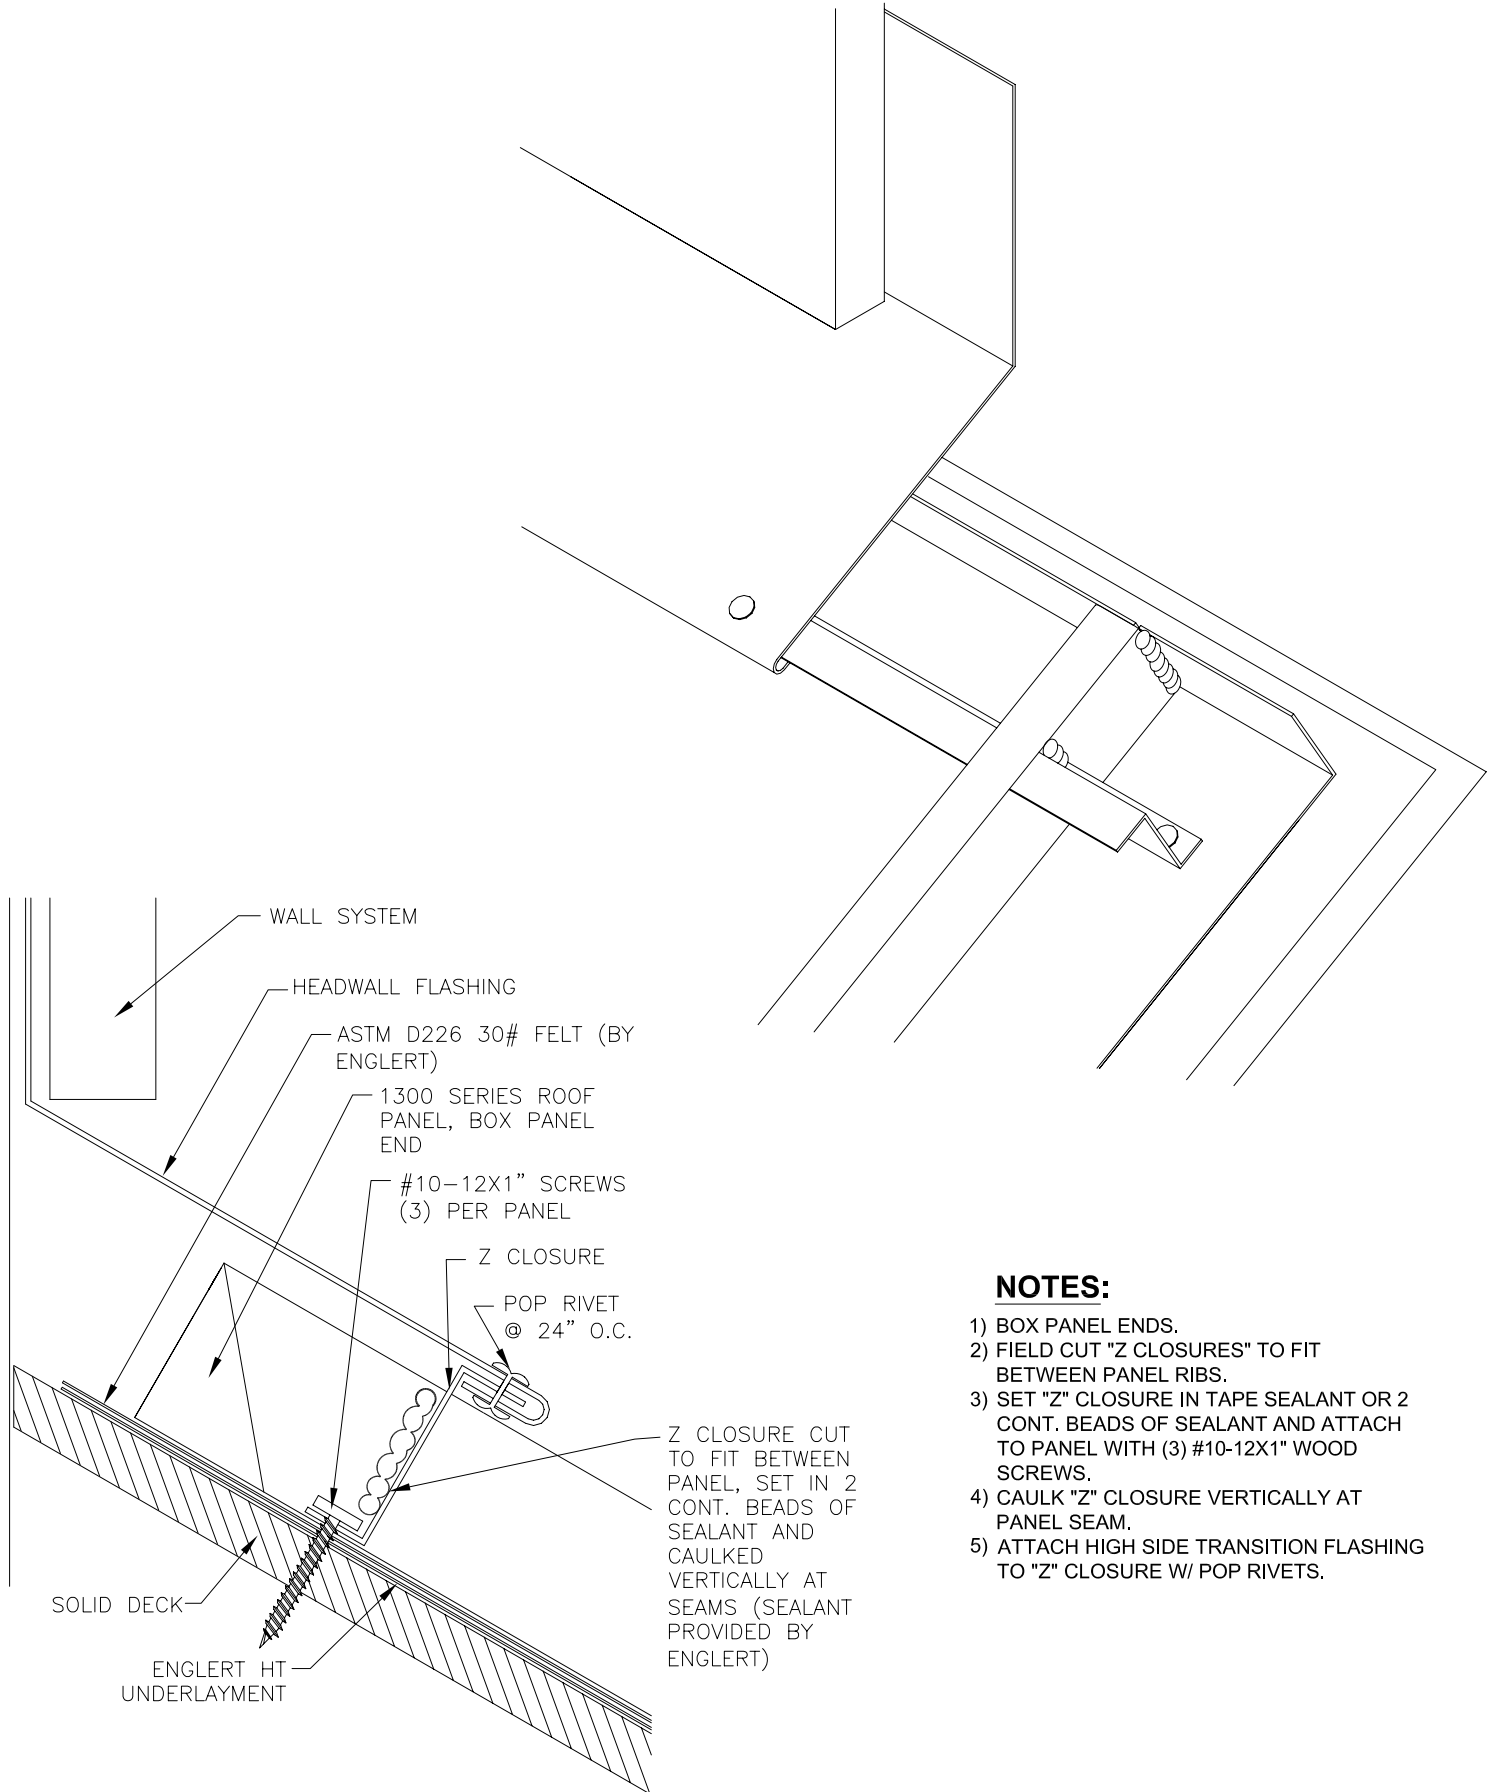 WALL SYSTEM
HEADWALL FLASHING
ASTM D226 30# FELT (BY
ENGLERT)
1300 SERIES ROOF
PANEL, BOX PANEL
END
#10-12X1" SCREWS
(3) PER PANEL
Z CLOSURE
POP RIVET
@ 24" O.C.
Z CLOSURE CUT
TO FIT BETWEEN
PANEL, SET IN 2
CONT. BEADS OF
SEALANT AND
CAULKED
VERTICALLY AT
SEAMS (SEALANT
PROVIDED BY
ENGLERT)
SOLID DECK
ENGLERT HT
UNDERLAYMENT
NOTES:
1) BOX PANEL ENDS.
2) FIELD CUT "Z CLOSURES" TO FIT
BETWEEN PANEL RIBS.
3) SET "Z" CLOSURE IN TAPE SEALANT OR 2
CONT. BEADS OF SEALANT AND ATTACH
TO PANEL WITH (3) #10-12X1" WOOD
SCREWS.
4) CAULK "Z" CLOSURE VERTICALLY AT
PANEL SEAM.
5) ATTACH HIGH SIDE TRANSITION FLASHING
TO "Z" CLOSURE W/ POP RIVETS.